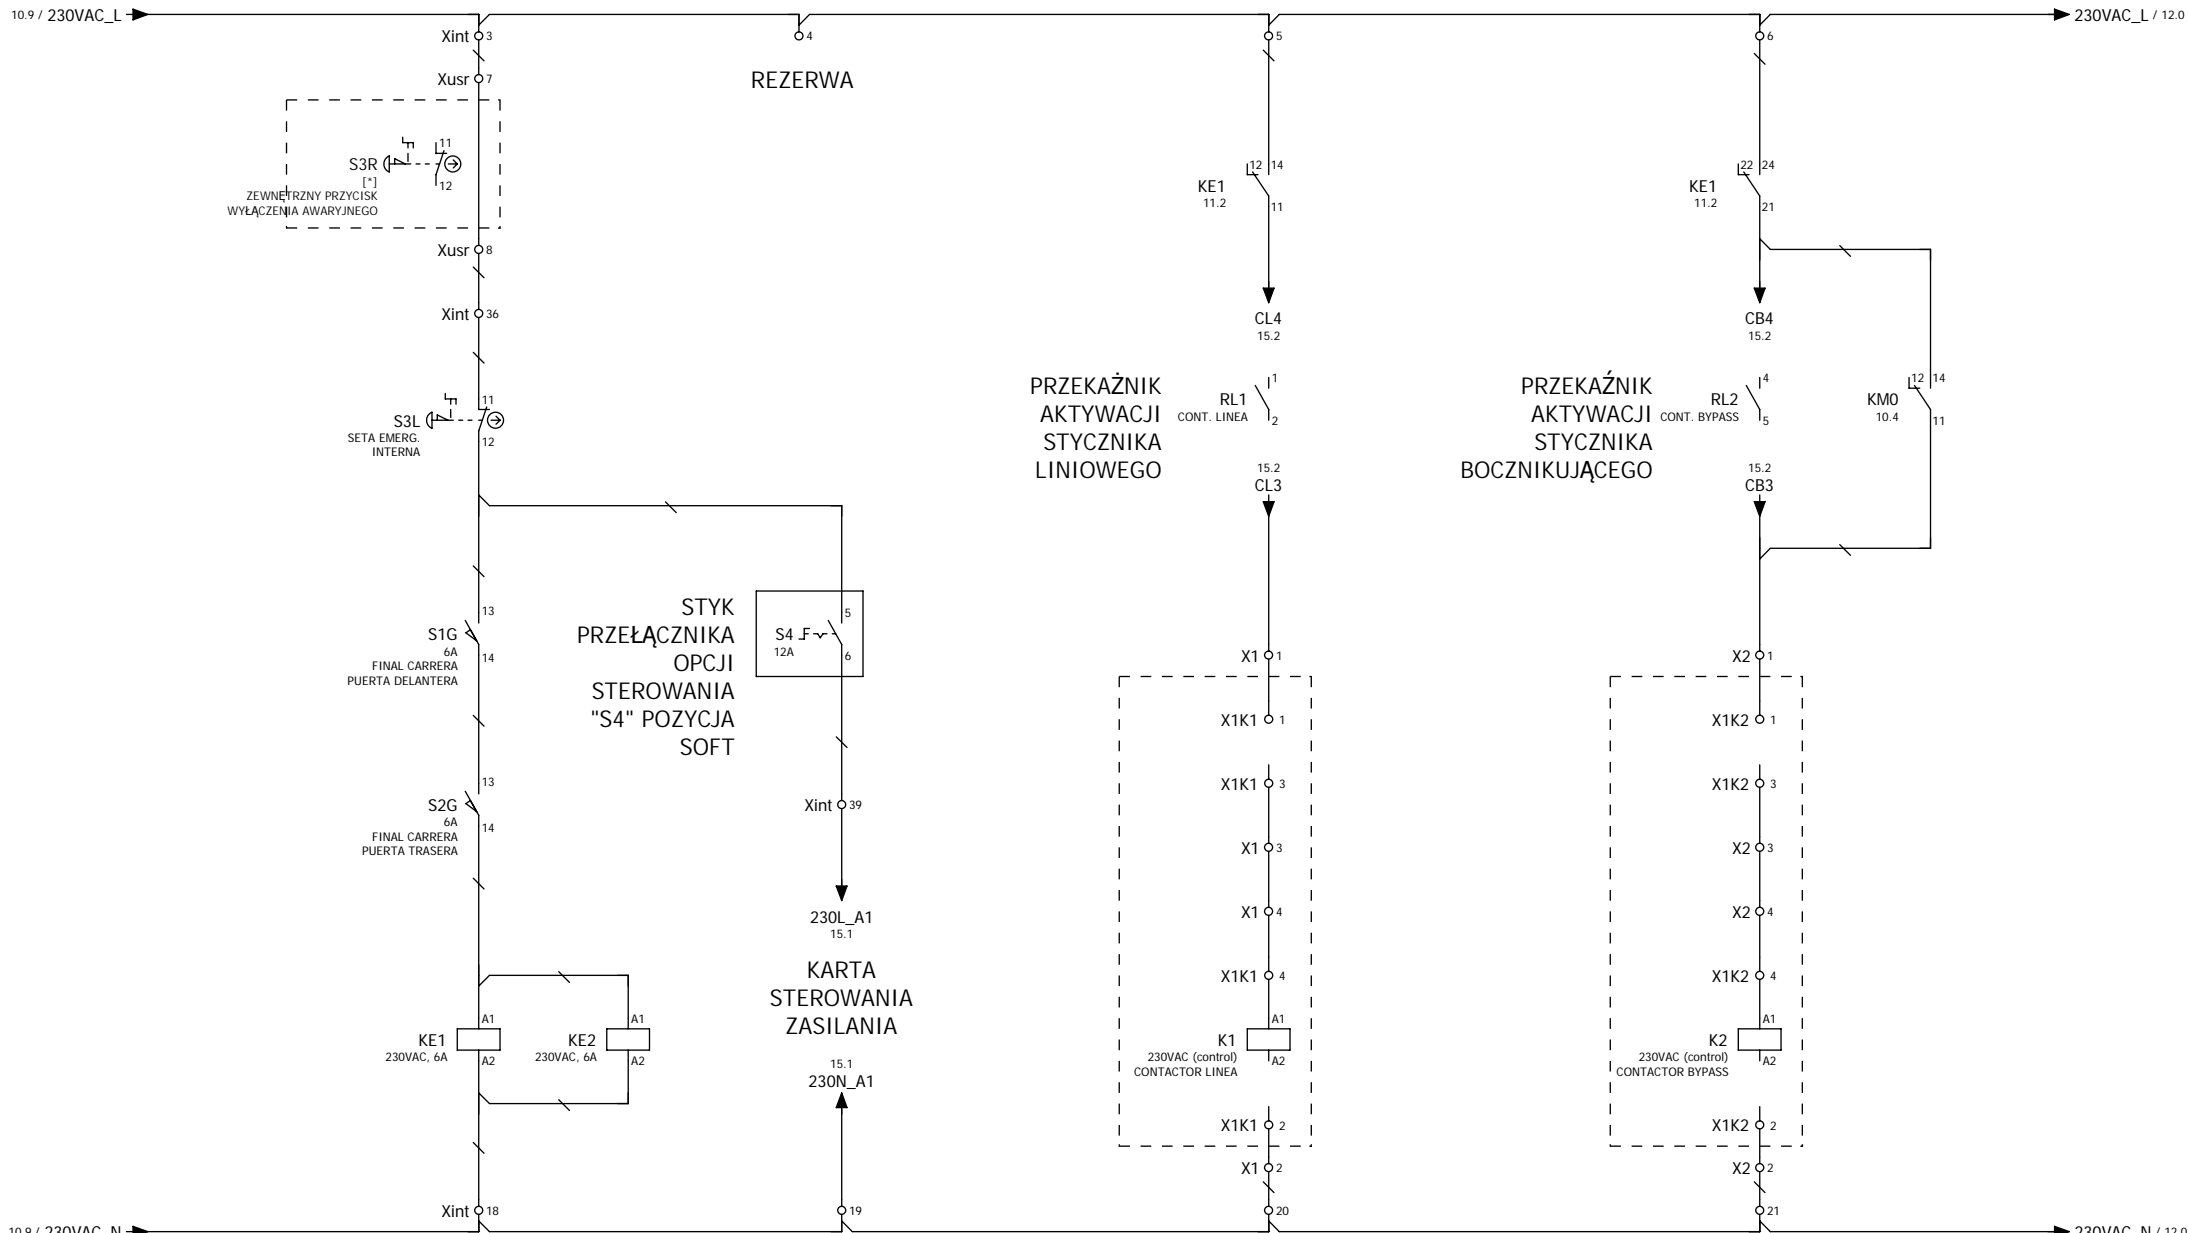 10.9 / 230VAC_L
230VAC_L / 12.0
Xint 3
4
5
6
Xusr 7
REZERWA
S3R
[*]
ZEWNĘTRZNY PRZYCISK
WYŁĄCZENIA AWARYJNEGO
11
12
Xusr 8
Xint 36
S3L
SETA EMERG.
INTERNA
11
12
S1G
6A
FINAL CARRERA
PUERTA DELANTERA
13
14
S2G
6A
FINAL CARRERA
PUERTA TRASERA
13
14
KE1
230VAC, 6A
A1
A2
KE2
230VAC, 6A
A1
A2
Xint 18
STYK
PRZEŁĄCZNIKA
OPCJI
STEROWANIA
"S4" POZYCJA
SOFT
S4
12A
5
6
Xint 39
230L_A1
15.1
KARTA
STEROWANIA
ZASILANIA
15.1
230N_A1
19
KE1
11.2
12 14
11
CL4
15.2
PRZEKAŻNIK
AKTYWACJI
STYCZNIKA
LINIOWEGO
RL1
CONT. LINEA
1
2
15.2
CL3
X1 1
X1K1 1
X1K1 3
X1 3
X1 4
X1K1 4
K1
230VAC (control)
CONTACTOR LINEA
A1
A2
X1K1 2
X1 2
20
KE1
11.2
22 24
21
CB4
15.2
PRZEKAŹNIK
AKTYWACJI
STYCZNIKA
BOCZNIKUJĄCEGO
RL2
CONT. BYPASS
4
5
15.2
CB3
KM0
10.4
12 14
11
X2 1
X1K2 1
X1K2 3
X2 3
X2 4
X1K2 4
K2
230VAC (control)
CONTACTOR BYPASS
A1
A2
X1K2 2
X2 2
21
10.9 / 230VAC_N
230VAC_N / 12.0